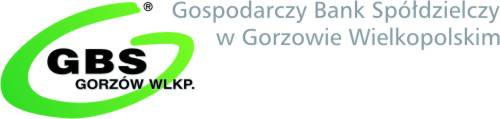 GBS
GORZÓW WLKP.
®
Gospodarczy Bank Spółdzielczy
w Gorzowie Wielkopolskim